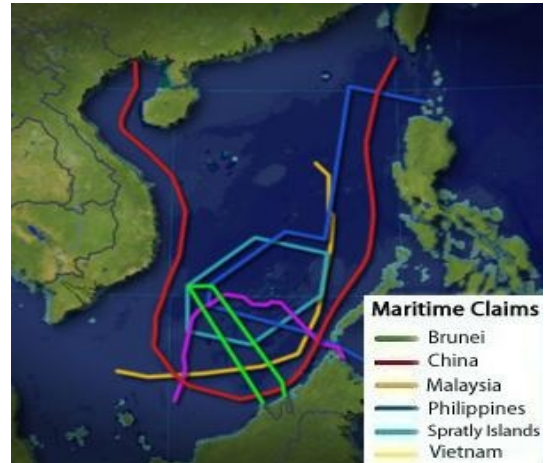 Maritime Claims
Brunei
China
Malaysia
Philippines
Spratly Islands
Vietnam